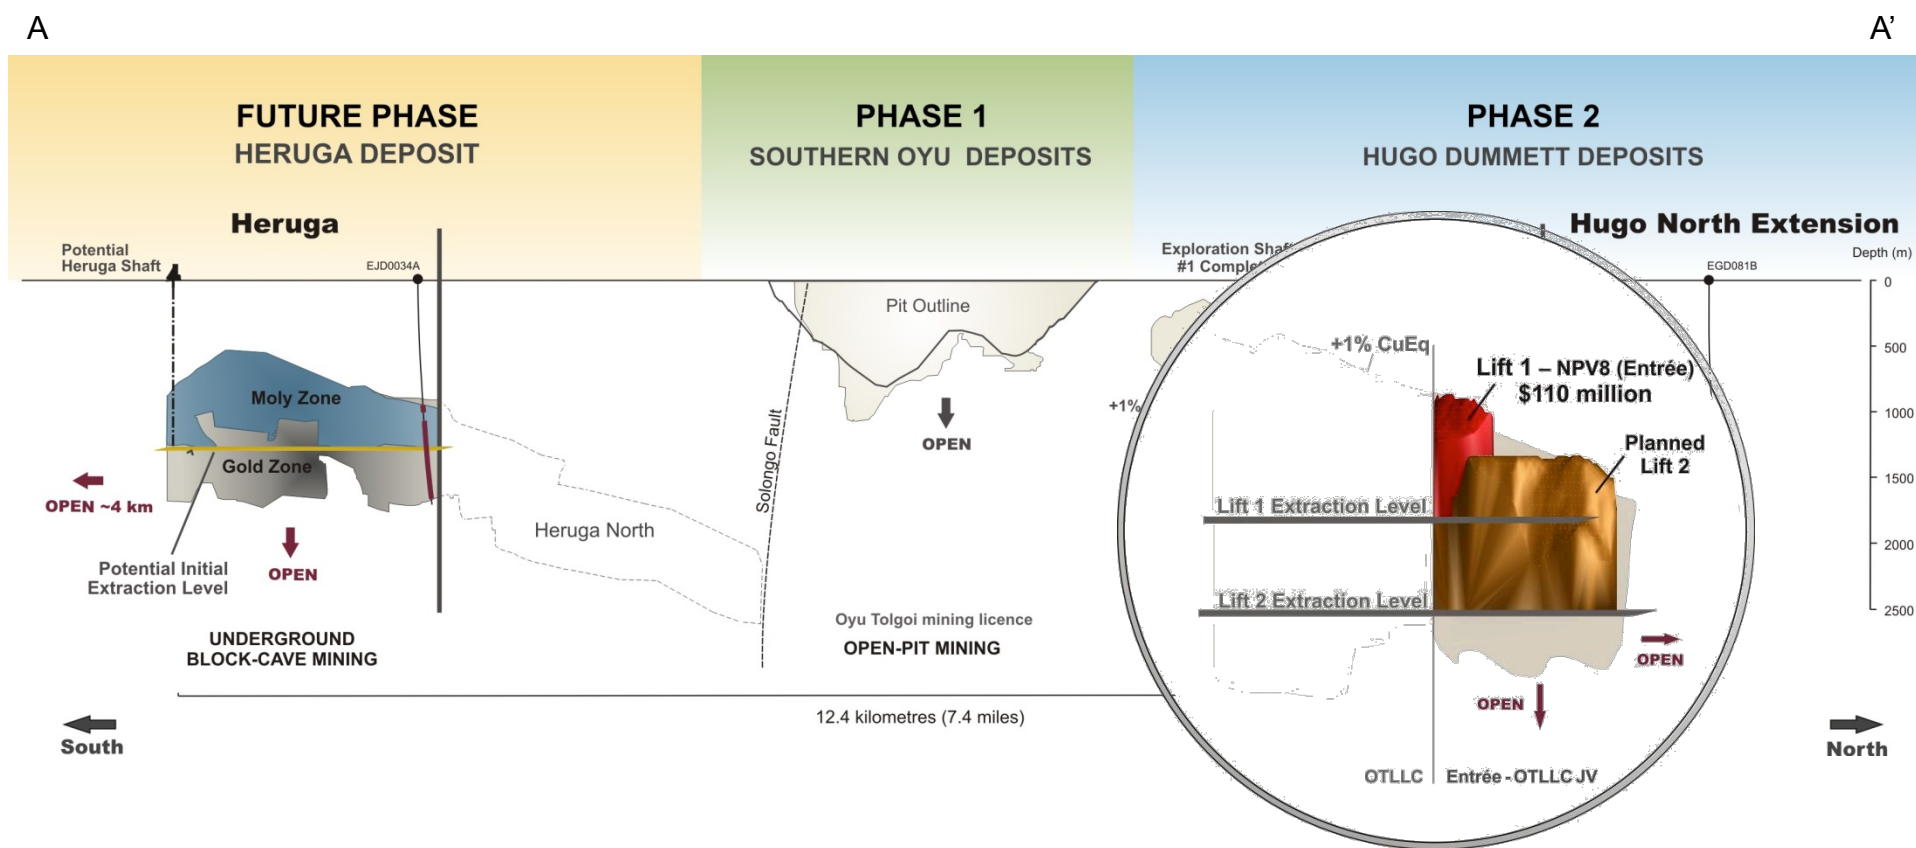 A
A’
FUTURE PHASE
HERUGA DEPOSIT
PHASE 1
SOUTHERN OYU DEPOSITS
PHASE 2
HUGO DUMMETT DEPOSITS
Heruga
Hugo North Extension
Potential
Heruga Shaft
EJD0034A
Exploration
#1
EGD081B
Depth (m)
0
500
1000
1500
2000
2500
Pit Outline
+1% CuEq
Lift 1 – NPV8 (Entrée)
$110 million
Moly Zone
+1%
OPEN
Planned
Lift 2
Gold Zone
Solongo Fault
OPEN ~4 km
Lift 1 Extraction Level
Heruga North
Potential Initial
Extraction Level
OPEN
Lift 2 Extraction Level
Oyu Tolgoi mining licence
OPEN-PIT MINING
UNDERGROUND
BLOCK-CAVE MINING
OPEN
OPEN
12.4 kilometres (7.4 miles)
South
North
OTLLC
Entrée - OTLLC JV